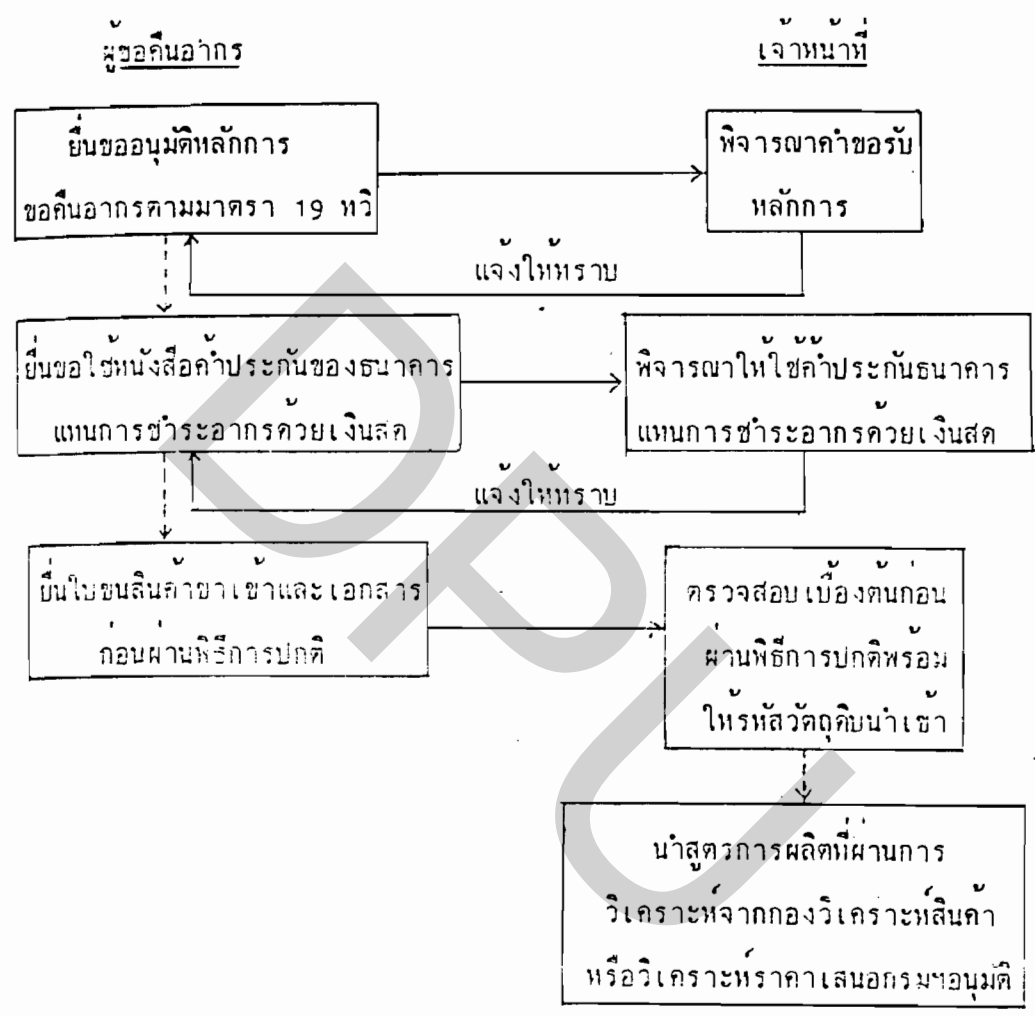 ผู้ขอคืนอากร
เจ้าหน้าที่
ยื่นขออนุมัติหลักการ
ขอคืนอากรตามมาตรา 19 ทวิ
พิจารณาคำขอรับ
หลักการ
แจ้งให้ทราบ
ยื่นขอใช้หนังสือค้ำประกันของธนาคาร
แทนการชำระอากรด้วยเงินสด
พิจารณาให้ใช้ค้ำประกันธนาคาร
แทนการชำระอากรด้วยเงินสด
แจ้งให้ทราบ
ยื่นใบขนสินค้าขาเข้าและเอกสาร
ก่อนผ่านพิธีการปกติ
ตรวจสอบเบื้องต้นก่อน
ผ่านพิธีการปกติพร้อม
ให้รหัสวัตถุดิบนำเข้า
นำสูตรการผลิตที่ผ่านการ
วิเคราะห์จากกองวิเคราะห์สินค้า
หรือวิเคราะห์ราคาเสนอกรมฯอนุมัติ
DPU